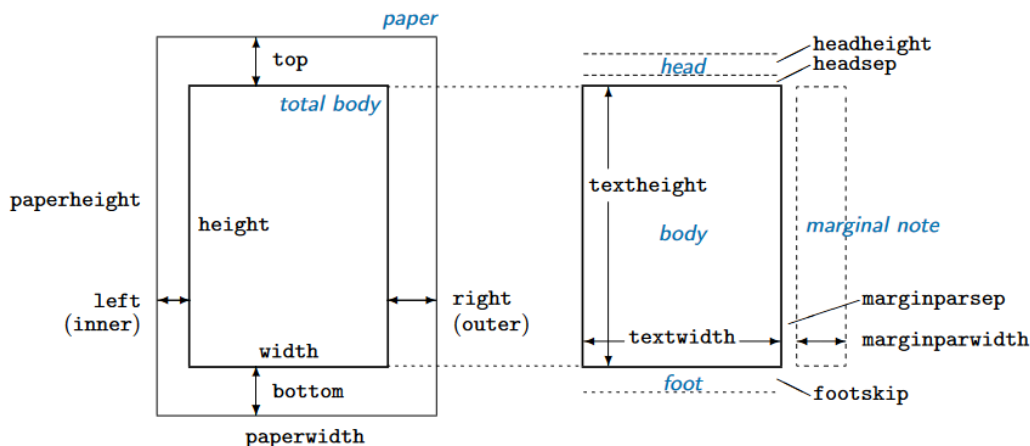 paper
top
total body
paperheight
height
left
(inner)
right
(outer)
width
bottom
paperwidth
headheight
head
headsep
textheight
body
marginal note
marginparsep
textwidth
marginparwidth
foot
footskip